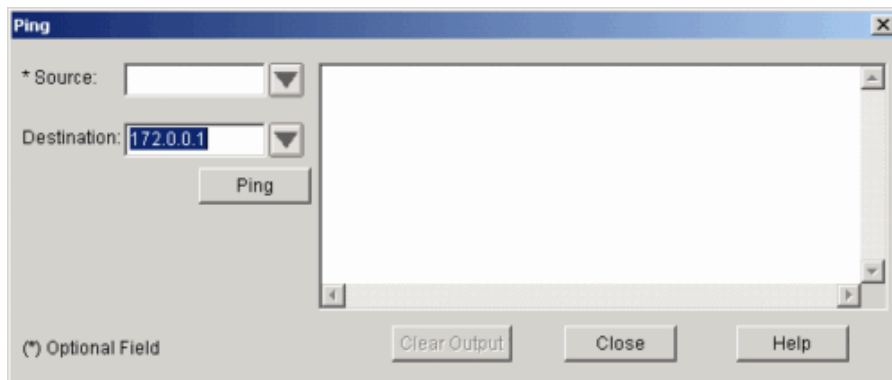 Ping
* Source:
Destination: 172.0.0.1
Ping
(*) Optional Field
Clear Output
Close
Help